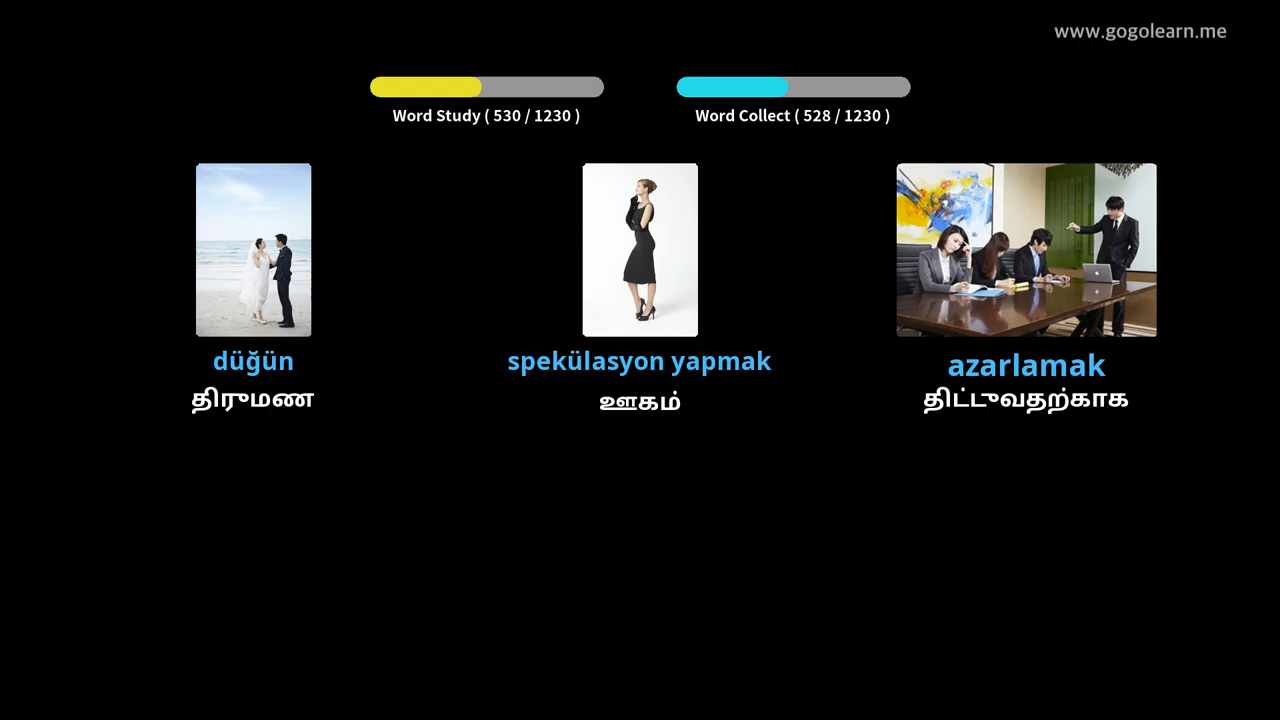 www.gogolearn.me
Word Study ( 530 / 1230 )
Word Collect ( 528 / 1230 )
düğün
spekülasyon yapmak
azarlamak
திருமண
ஊகம்
திட்டுவதற்காக